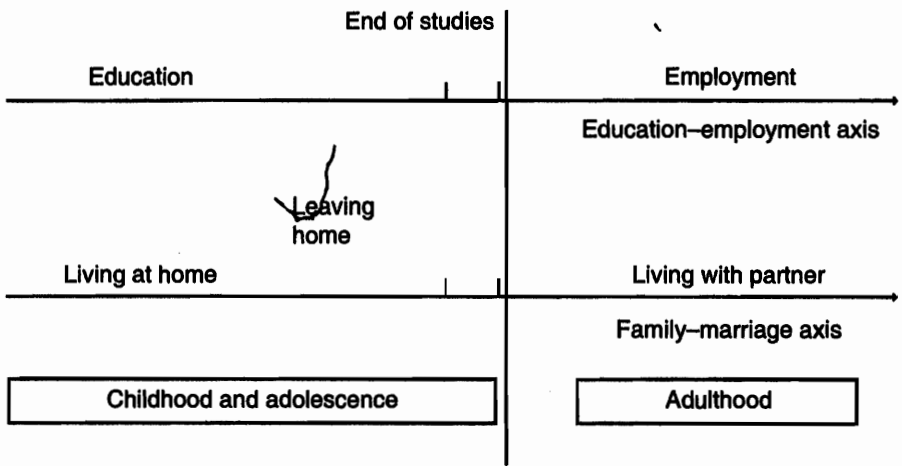 End of studies
Education
Employment
Education–employment axis
Leaving
home
Living at home
Living with partner
Family–marriage axis
Childhood and adolescence
Adulthood